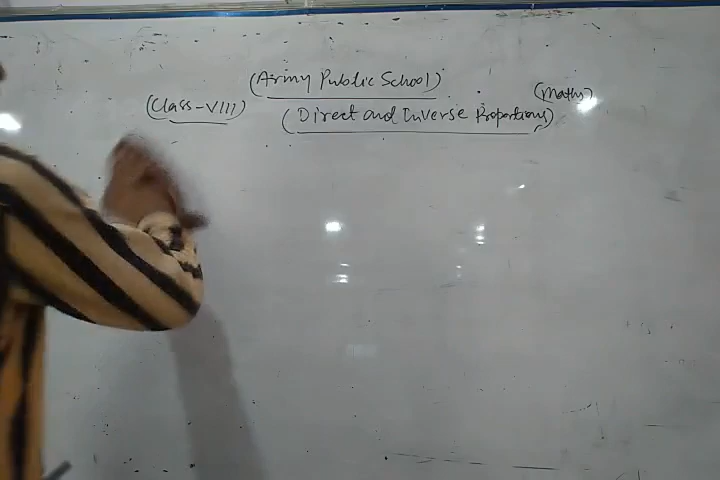 (Army Public School)
(Class-VIII)
(Maths)
(Direct and Inverse Proportions)